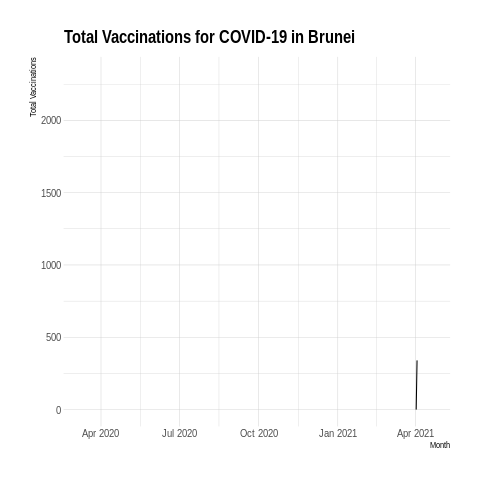 Total Vaccinations for COVID-19 in Brunei
Total Vaccinations
2000
1500
1000
500
0
Apr 2020 Jul 2020 Oct 2020 Jan 2021 Apr 2021
Month